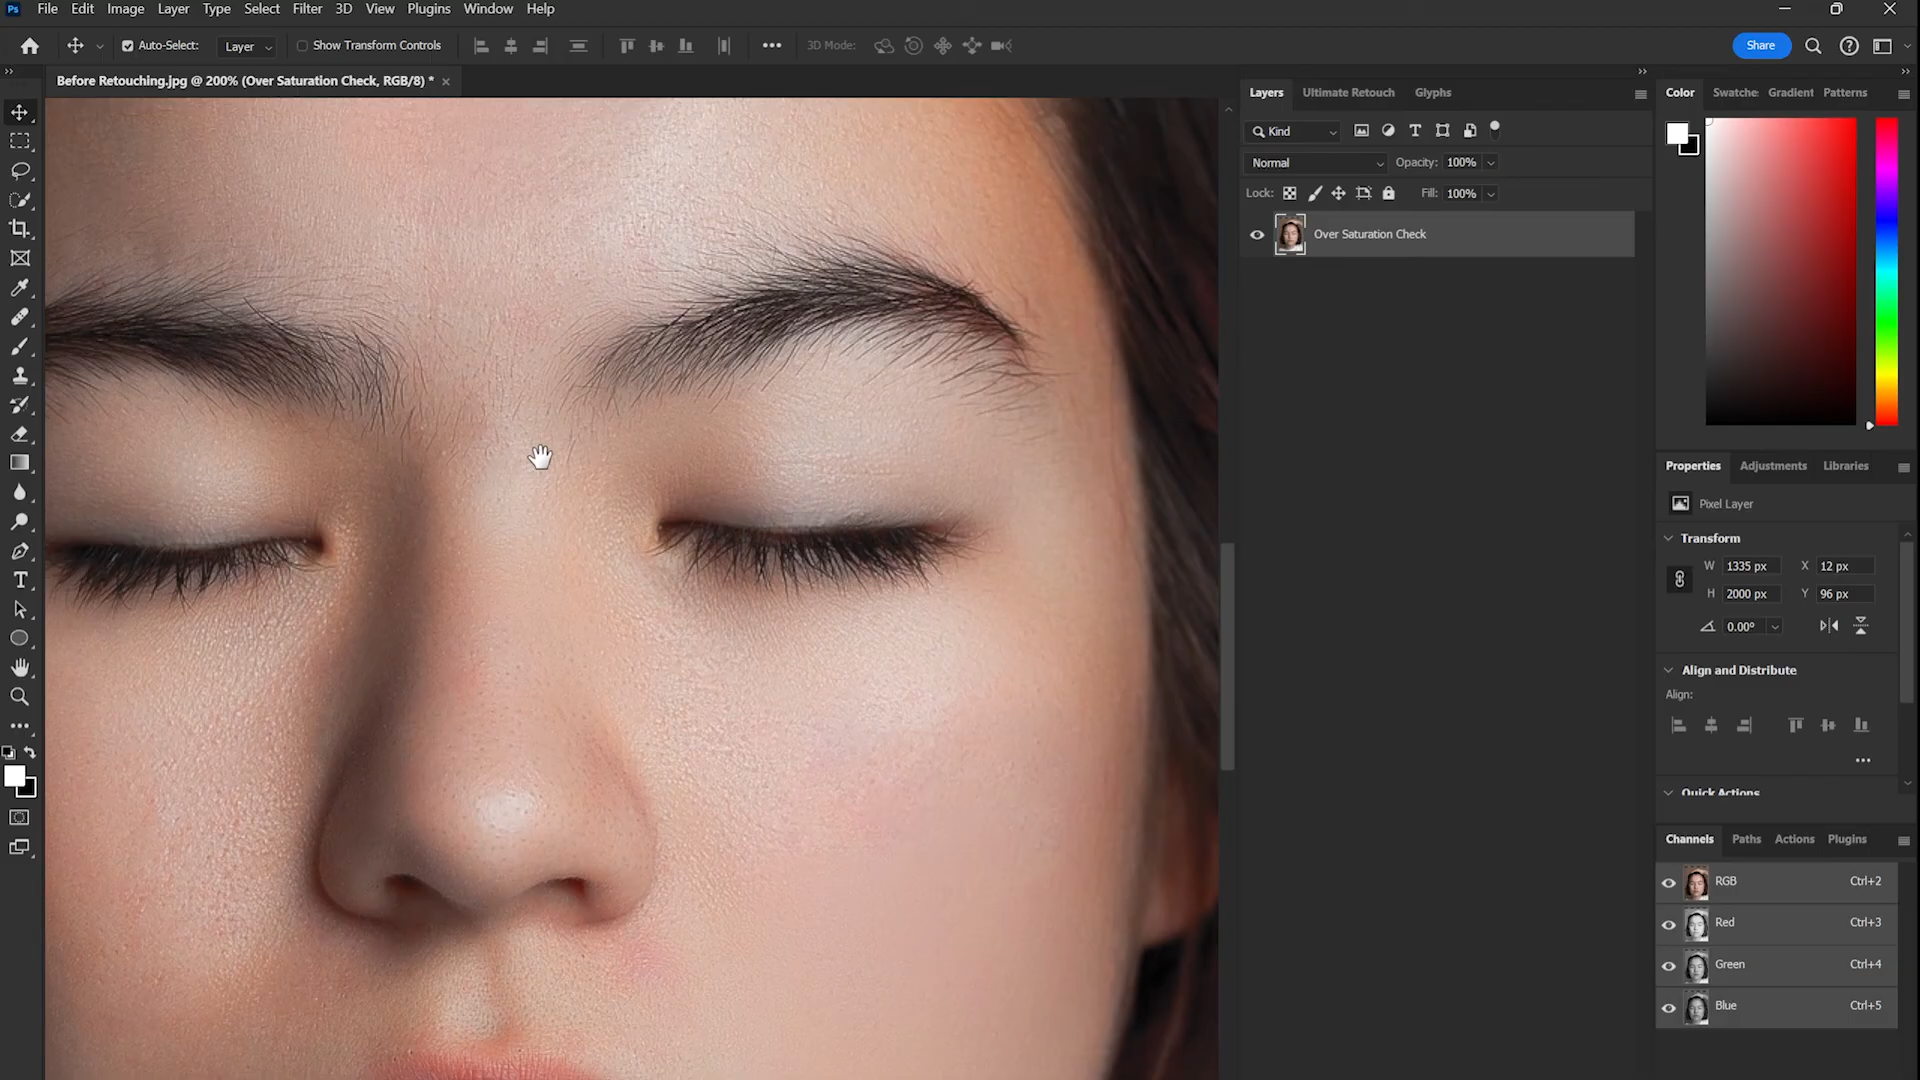 Ps File Edit Image Layer Type Select Filter 3D View Plugins Window Help
Auto-Select: Layer Show Transform Controls 3D Mode: Share
Before Retouching.jpg @ 200% (Over Saturation Check, RGB/8) *
Layers Ultimate Retouch Glyphs
Kind
Normal Opacity: 100%
Lock: Fill: 100%
Over Saturation Check
Color Swatche Gradient Patterns
Properties Adjustments Libraries
Pixel Layer
Transform
W 1335 px X 12 px
H 2000 px Y 96 px
0.00°
Align and Distribute
Align:
Quick Actions
Channels Paths Actions Plugins
RGB Ctrl+2
Red Ctrl+3
Green Ctrl+4
Blue Ctrl+5